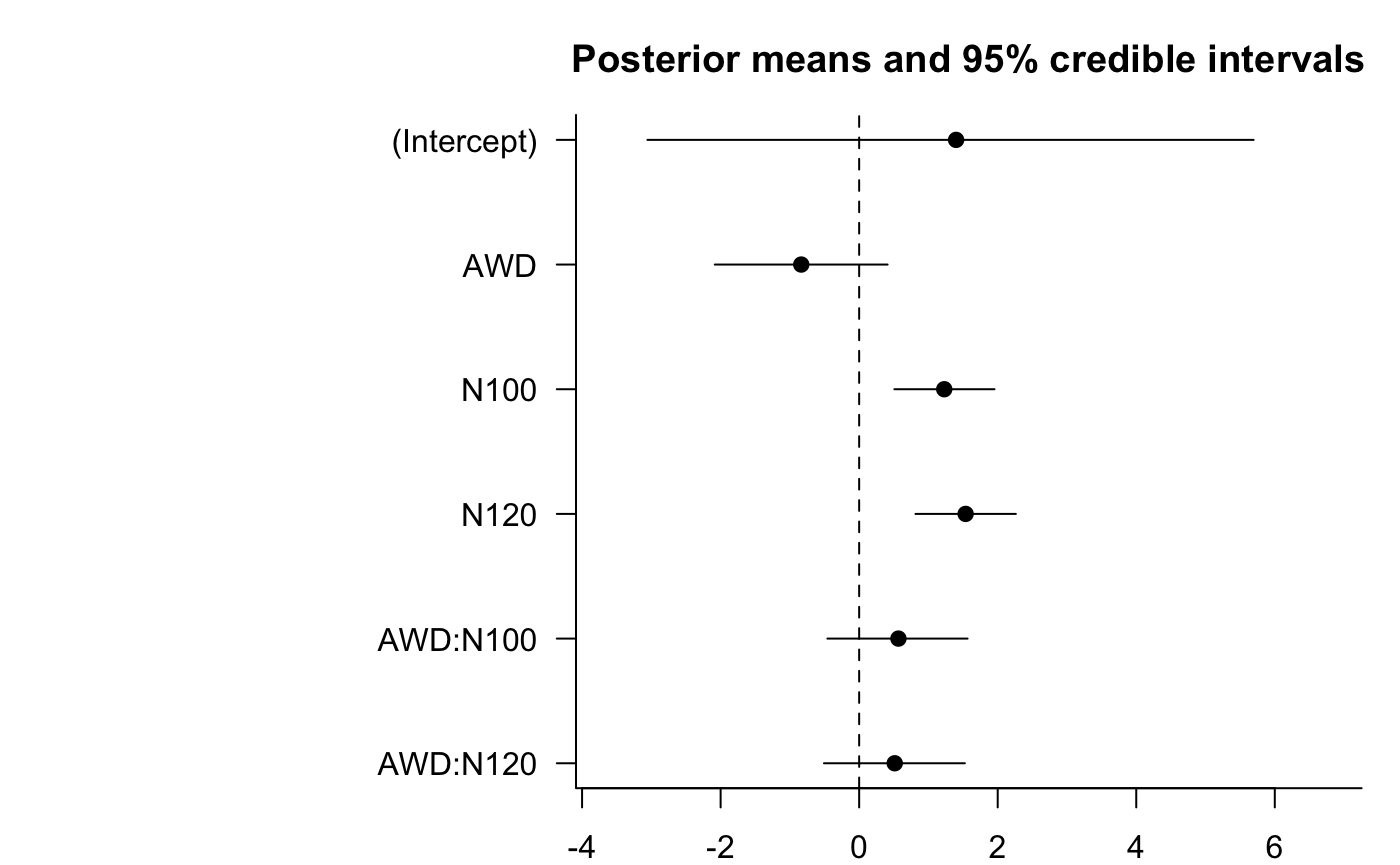 Posterior means and 95% credible intervals
(Intercept)
AWD
N100
N120
AWD:N100
AWD:N120
-4 -2 0 2 4 6